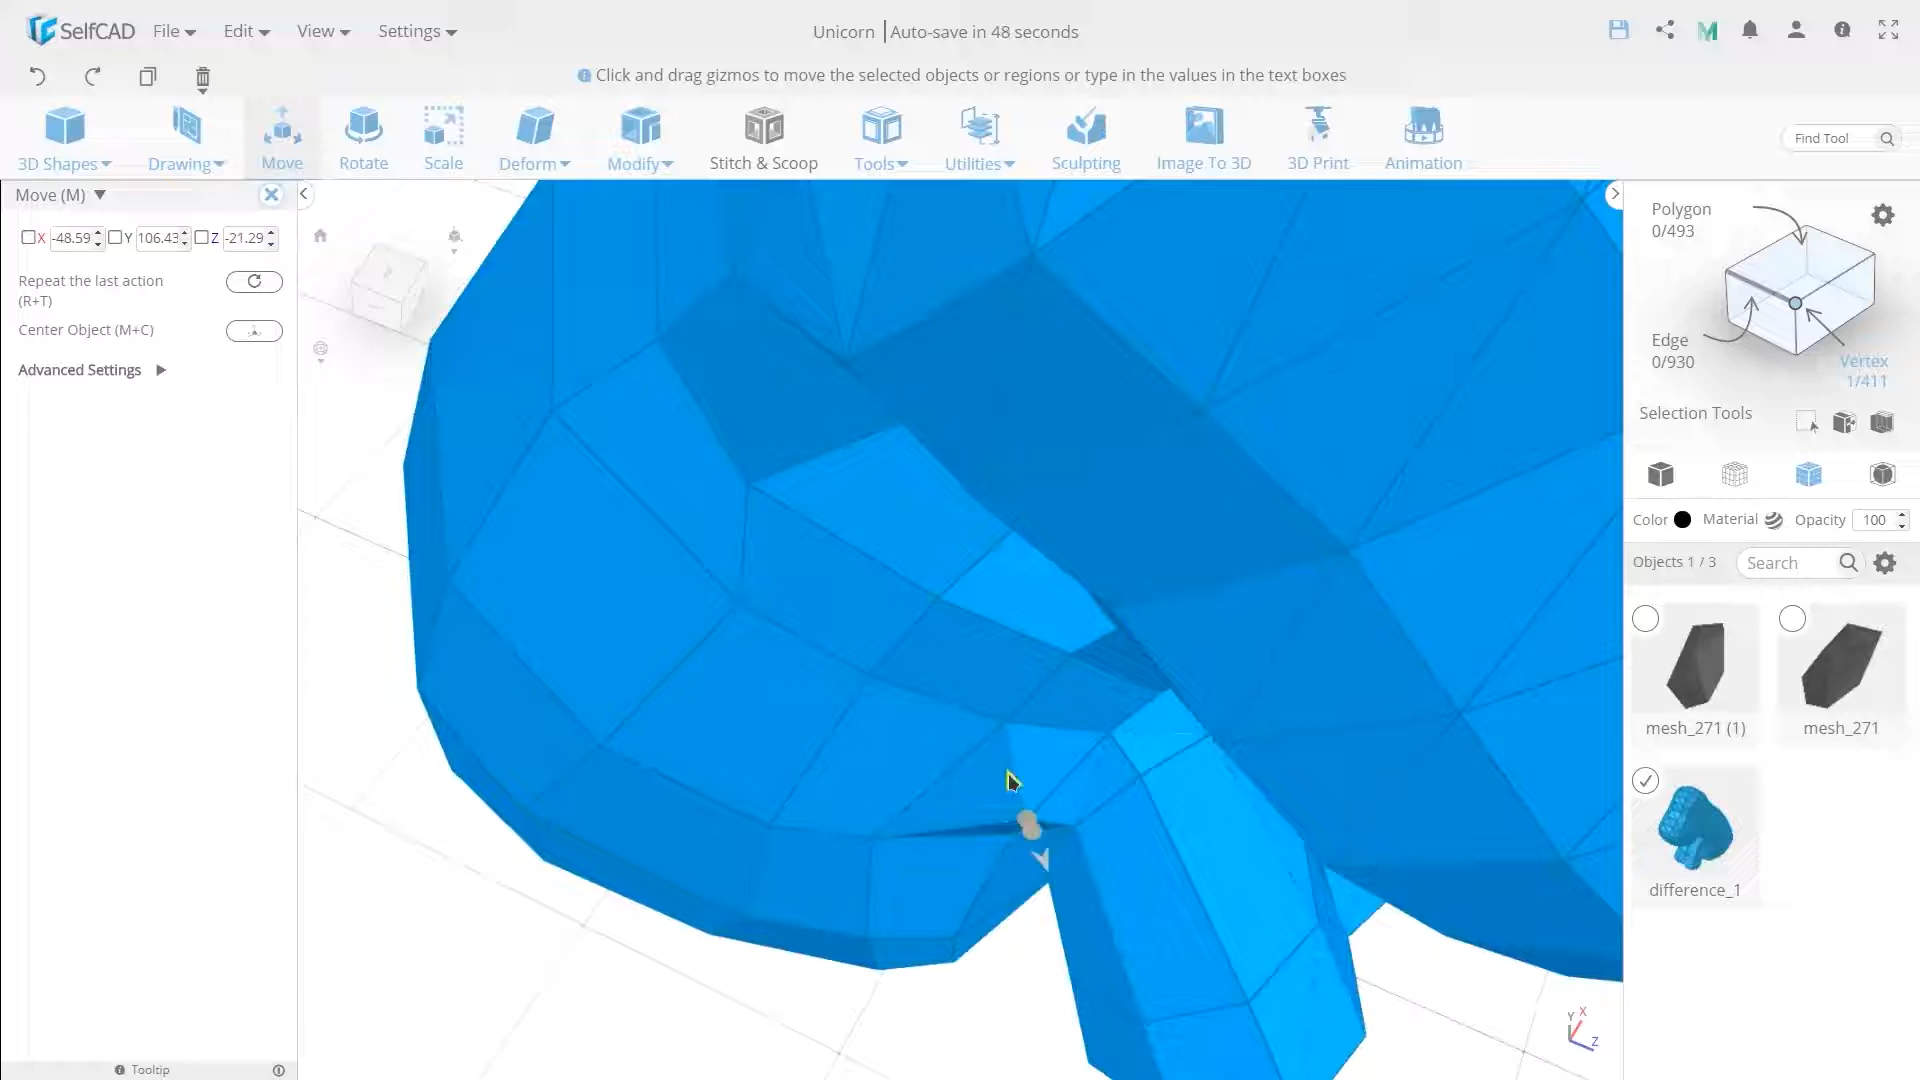 SelfCAD File Edit View Settings Unicorn Auto-save in 48 seconds
Click and drag gizmos to move the selected objects or regions or type in the values in the text boxes
3D Shapes Drawing Move Rotate Scale Deform Modify Stitch & Scoop Tools Utilities Sculpting Image To 3D 3D Print Animation Find Tool
Move (M)
X -48.59 Y 106.43 Z -21.29
Repeat the last action
(R+T)
Center Object (M+C)
Advanced Settings
Tooltip
Polygon
0/493
Edge
0/930
Vertex
1/411
Selection Tools
Color Material Opacity 100
Objects 1 / 3 Search
mesh_271 (1) mesh_271
difference_1
X
Y
Z